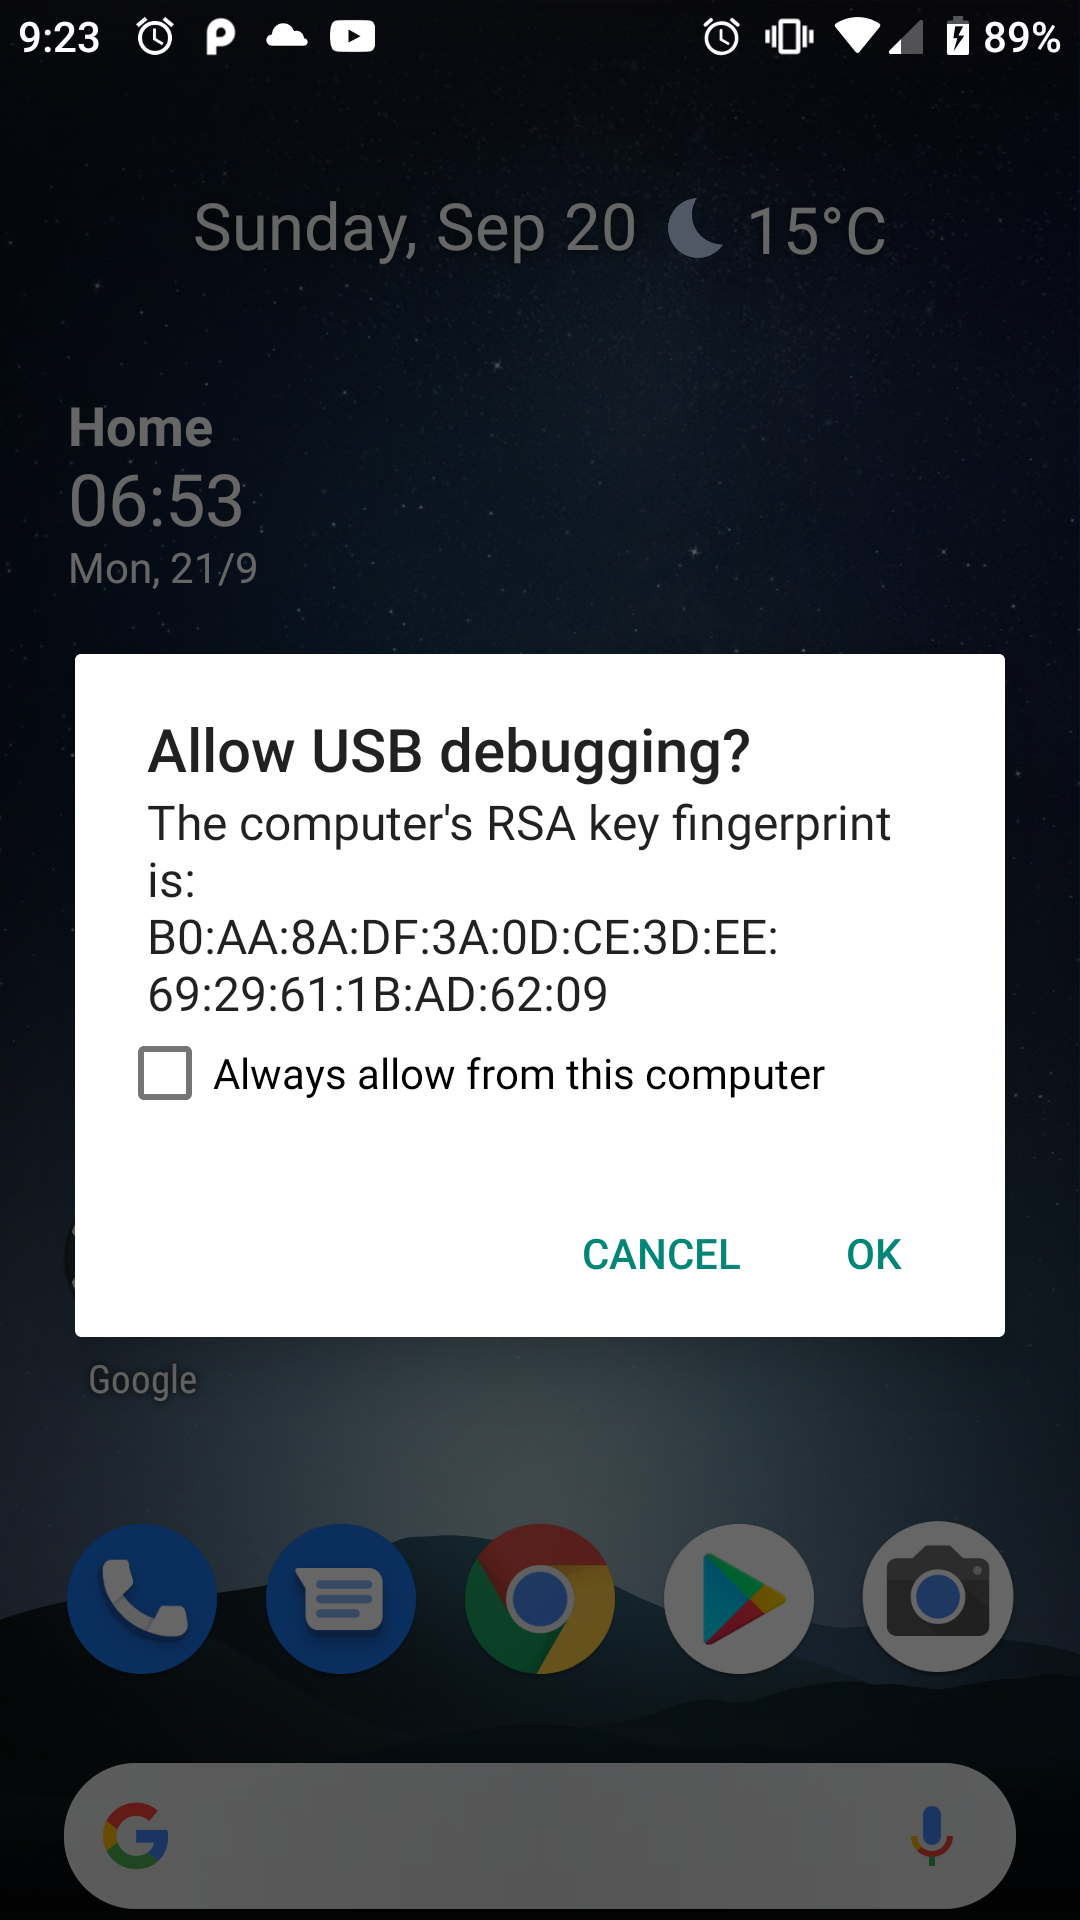 9:23
89%
Sunday, Sep 20 15°C
Home
06:53
Mon, 21/9
Allow USB debugging?
The computer's RSA key fingerprint
is:
B0:AA:8A:DF:3A:0D:CE:3D:EE:
69:29:61:1B:AD:62:09
Always allow from this computer
CANCEL OK
Google